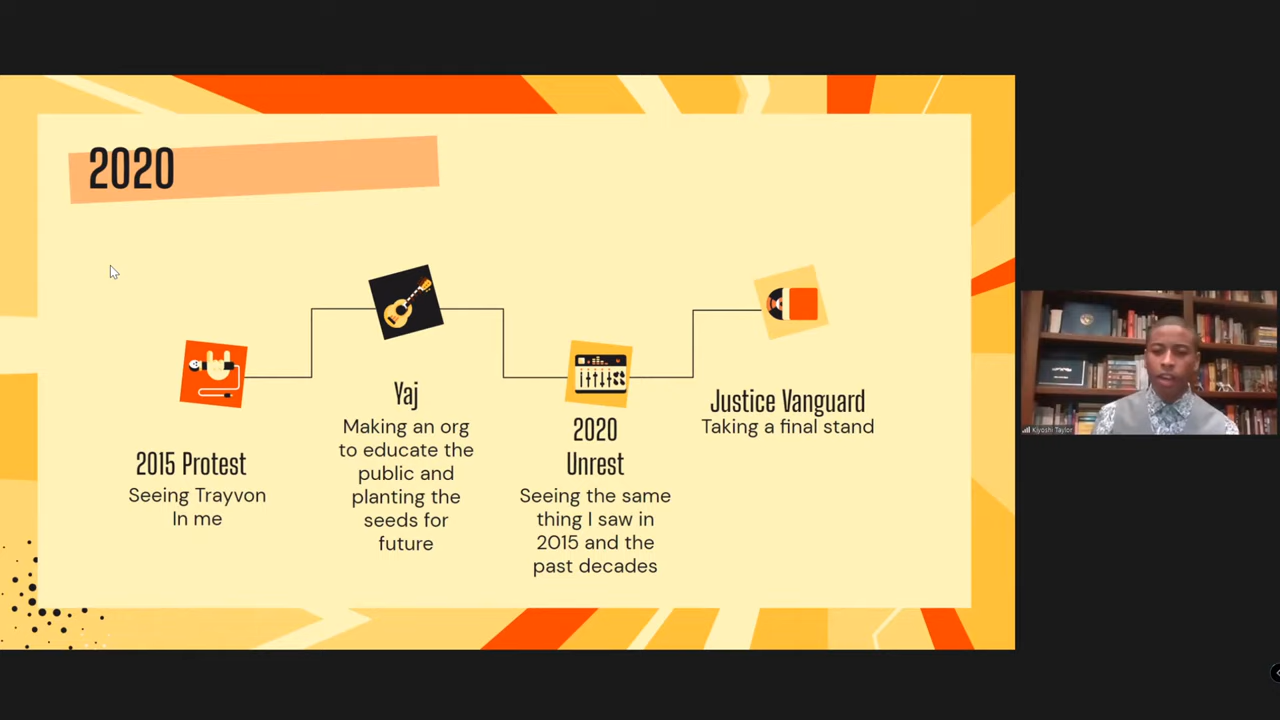 2020
2015 Protest
Seeing Trayvon
In me
Yaj
Making an org
to educate the
public and
planting the
seeds for
future
2020
Unrest
Seeing the same
thing I saw in
2015 and the
past decades
Justice Vanguard
Taking a final stand
Kiyoshi Taylor